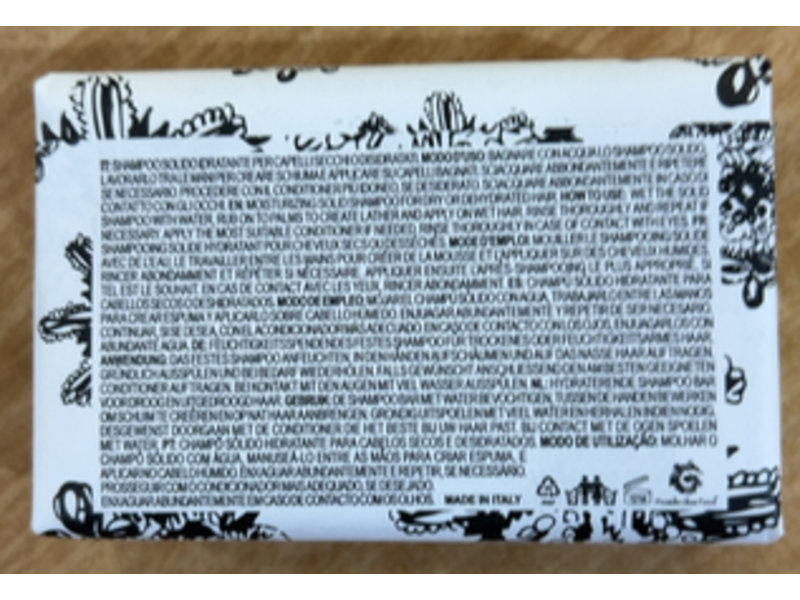 IT: SHAMPOO SOLIDO IDRATANTE PER CAPELLI SECCHI O DISIDRATATI. MODO D'USO: BAGNARE CON ACQUA LO SHAMPOO SOLIDO,
LAVORARLO TRA LE MANI PER CREARE SCHIUMA E APPLICARE SU CAPELLI BAGNATI. SCIACQUARE ABBONDANTEMENTE E RIPETERE
SE NECESSARIO. PROCEDERE CON IL CONDITIONER PIÙ IDONEO, SE DESIDERATO. SCIACQUARE ABBONDANTEMENTE IN CASO DI
CONTATTO CON GLI OCCHI. EN: MOISTURIZING SOLID SHAMPOO FOR DRY OR DEHYDRATED HAIR. HOW TO USE: WET THE SOLID
SHAMPOO WITH WATER, RUB ON TO PALMS TO CREATE LATHER AND APPLY ON WET HAIR. RINSE THOROUGHLY AND REPEAT IF
NECESSARY. APPLY THE MOST SUITABLE CONDITIONER IF NEEDED. RINSE THOROUGHLY IN CASE OF CONTACT WITH EYES. FR:
SHAMPOOING SOLIDE HYDRATANT POUR CHEVEUX SECS OU DESSÉCHÉS. MODE D'EMPLOI: MOUILLER LE SHAMPOOING SOLIDE
AVEC DE L'EAU, LE TRAVAILLER ENTRE LES MAINS POUR CRÉER DE LA MOUSSE ET L'APPLIQUER SUR LES CHEVEUX HUMIDES.
RINCER ABONDAMMENT ET RÉPÉTER SI NÉCESSAIRE. APPLIQUER ENSUITE L'APRÈS-SHAMPOOING LE PLUS APPROPRIÉ, SI
TEL EST LE SOUHAIT. EN CAS DE CONTACT AVEC LES YEUX, RINCER ABONDAMMENT. ES: CHAMPÚ SÓLIDO HIDRATANTE PARA
CABELLOS SECOS O DESHIDRATADOS. MODO DE EMPLEO: MOJAR EL CHAMPÚ SÓLIDO CON AGUA, TRABAJARLO ENTRE LAS MANOS
PARA CREAR ESPUMA Y APLICARLO SOBRE CABELLO HÚMEDO. ENJUAGAR ABUNDANTEMENTE Y REPETIR DE SER NECESARIO.
CONTINUAR, SI SE DESEA, CON EL ACONDICIONADOR MÁS ADECUADO. EN CASO DE CONTACTO CON LOS OJOS, ENJUAGARLOS CON
ABUNDANTE AGUA. DE: FEUCHTIGKEITSSPENDENDES FESTES SHAMPOO FÜR TROCKENES ODER FEUCHTIGKEITSARMES HAAR.
ANWENDUNG: DAS FESTES SHAMPOO ANFEUCHTEN, IN DEN HÄNDEN AUFSCHÄUMEN UND AUF DAS NASSE HAAR AUFTRAGEN.
GRÜNDLICH AUSSPÜLEN UND BEI BEDARF WIEDERHOLEN. FALLS GEWÜNSCHT ANSCHLIESSEND DEN AM BESTEN GEEIGNETEN
CONDITIONER AUFTRAGEN. BEI KONTAKT MIT DEN AUGEN MIT VIEL WASSER AUSSPÜLEN. NL: HYDRATERENDE SHAMPOO BAR
VOOR DROOG EN UITGEDROOGD HAAR. GEBRUIK: DE SHAMPOO BAR MET WATER BEVOCHTIGEN, TUSSEN DE HANDEN VERWERKEN
OM SCHUIM TE CREËREN EN OP NAT HAAR AANBRENGEN. GRONDIG UITSPOELEN MET VEEL WATER EN HERHALEN INDIEN NODIG.
DESGEWENST DOORGAAN MET DE CONDITIONER DIE HET BEST BIJ UW HAAR PAST. BIJ CONTACT MET DE OGEN SPOELEN
MET WATER. PT: CHAMPÔ SÓLIDO HIDRATANTE PARA CABELOS SECOS E DESIDRATADOS. MODO DE UTILIZAÇÃO: MOLHAR O
CHAMPÔ SÓLIDO COM ÁGUA, MANUSEÁ-LO ENTRE AS MÃOS PARA CRIAR ESPUMA, E
APLICAR NO CABELO HÚMIDO. ENXAGUAR ABUNDANTEMENTE E REPETIR, SE NECESSÁRIO.
PROSSEGUIR COM O CONDICIONADOR MAIS ADEQUADO, SE DESEJADO.
ENXAGUAR ABUNDANTEMENTE EM CASO DE CONTACTO COM OS OLHOS. MADE IN ITALY